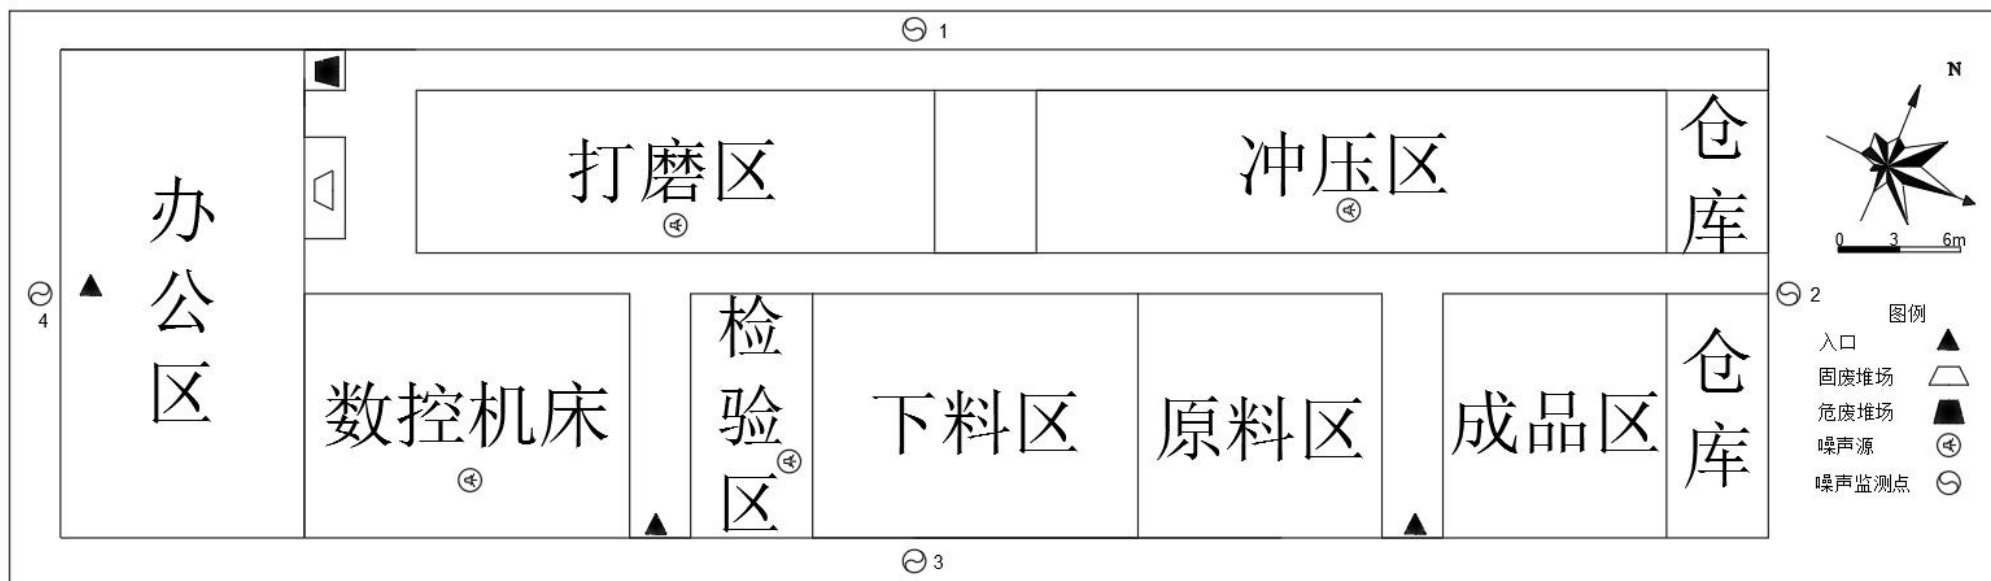 1
N
办公区
打磨区
冲压区
仓库
0 3 6m
4
2
数控机床
检验区
下料区
原料区
成品区
仓库
3
图例
入口
固废堆场
危废堆场
噪声源
噪声监测点